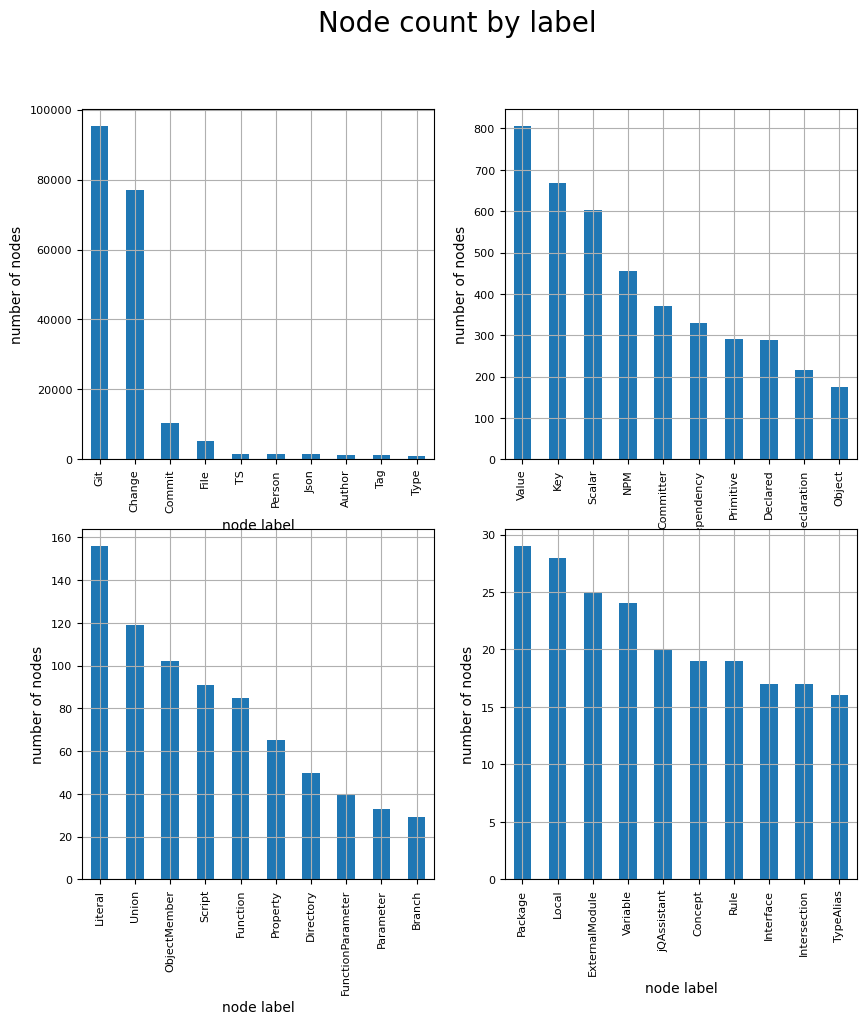 Node count by label
number of nodes
100000
80000
60000
40000
20000
0
Git
Change
Commit
File
TS
Person
Json
Author
Tag
Type
node label
number of nodes
800
700
600
500
400
300
200
100
0
Value
Key
Scalar
NPM
Committer
ependency
Primitive
Declared
eclaration
Object
number of nodes
160
140
120
100
80
60
40
20
0
Literal
Union
ObjectMember
Script
Function
Property
Directory
FunctionParameter
Parameter
Branch
node label
number of nodes
30
25
20
15
10
5
0
Package
Local
ExternalModule
Variable
jQAssistant
Concept
Rule
Interface
Intersection
TypeAlias
node label